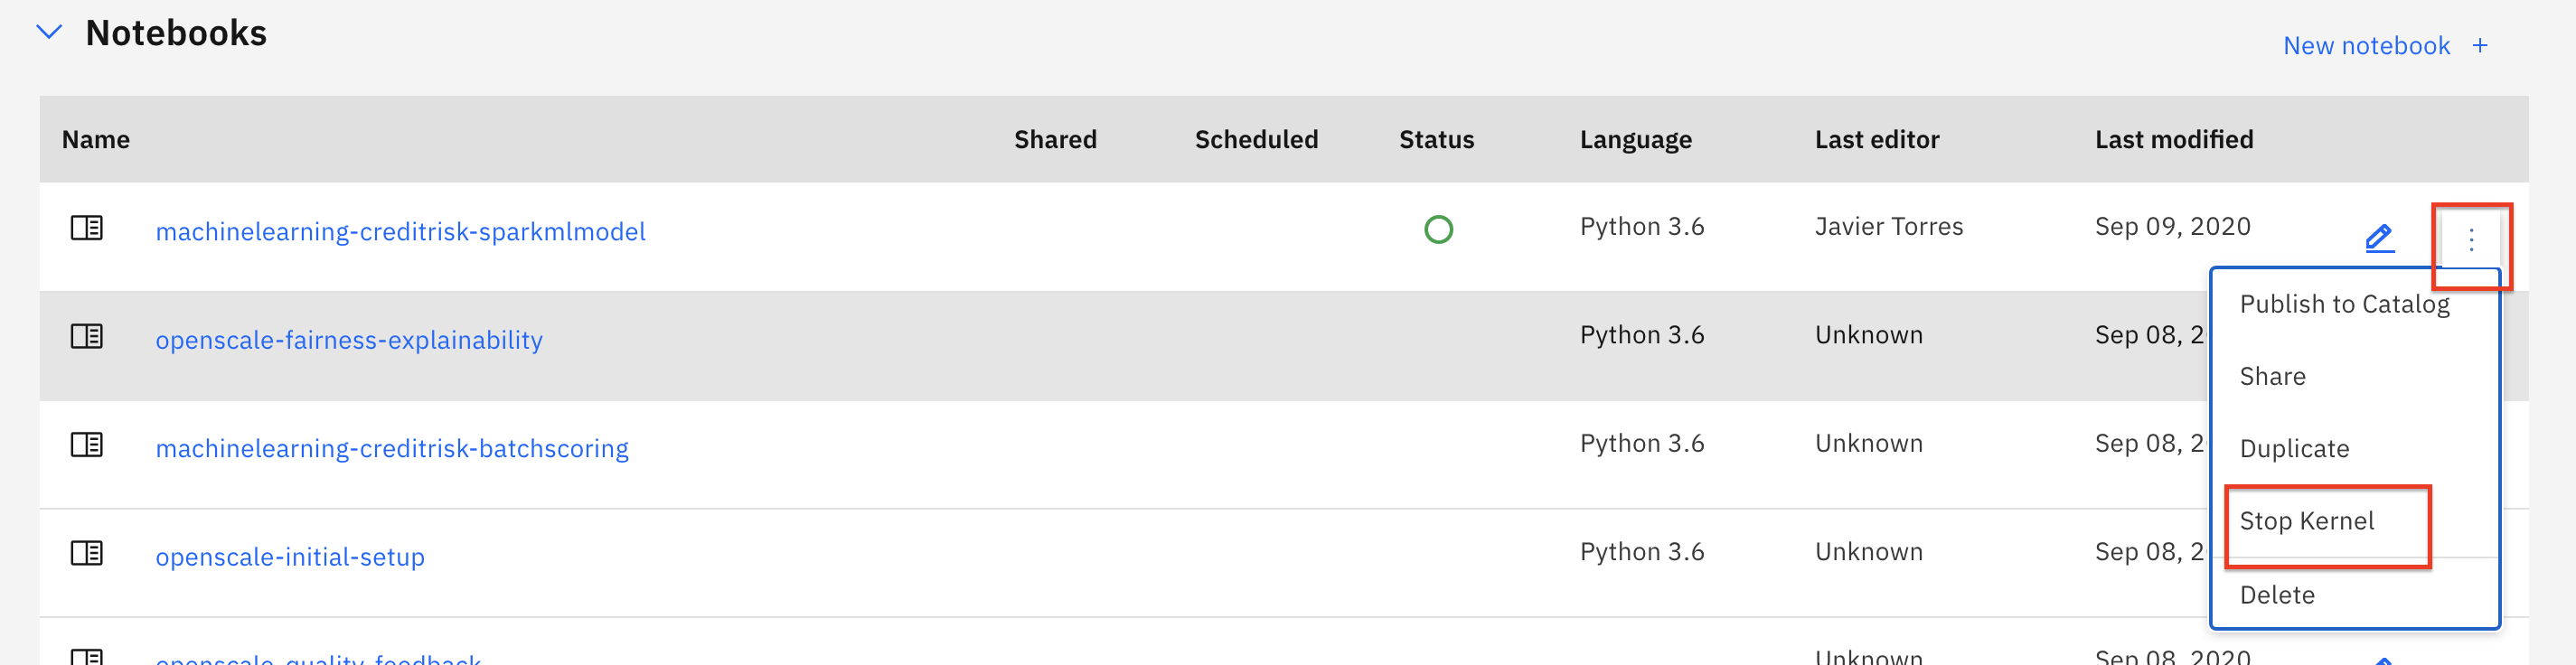 Notebooks
New notebook +
Name Shared Scheduled Status Language Last editor Last modified
machinelearning-creditrisk-sparkmlmodel Python 3.6 Javier Torres Sep 09, 2020
Publish to Catalog
openscale-fairness-explainability Python 3.6 Unknown Sep 08, 2
Share
machinelearning-creditrisk-batchscoring Python 3.6 Unknown Sep 08, 2
Duplicate
Stop Kernel
openscale-initial-setup Python 3.6 Unknown Sep 08, 2
Delete
openscale-quality-feedback Unknown Sep 08, 2020